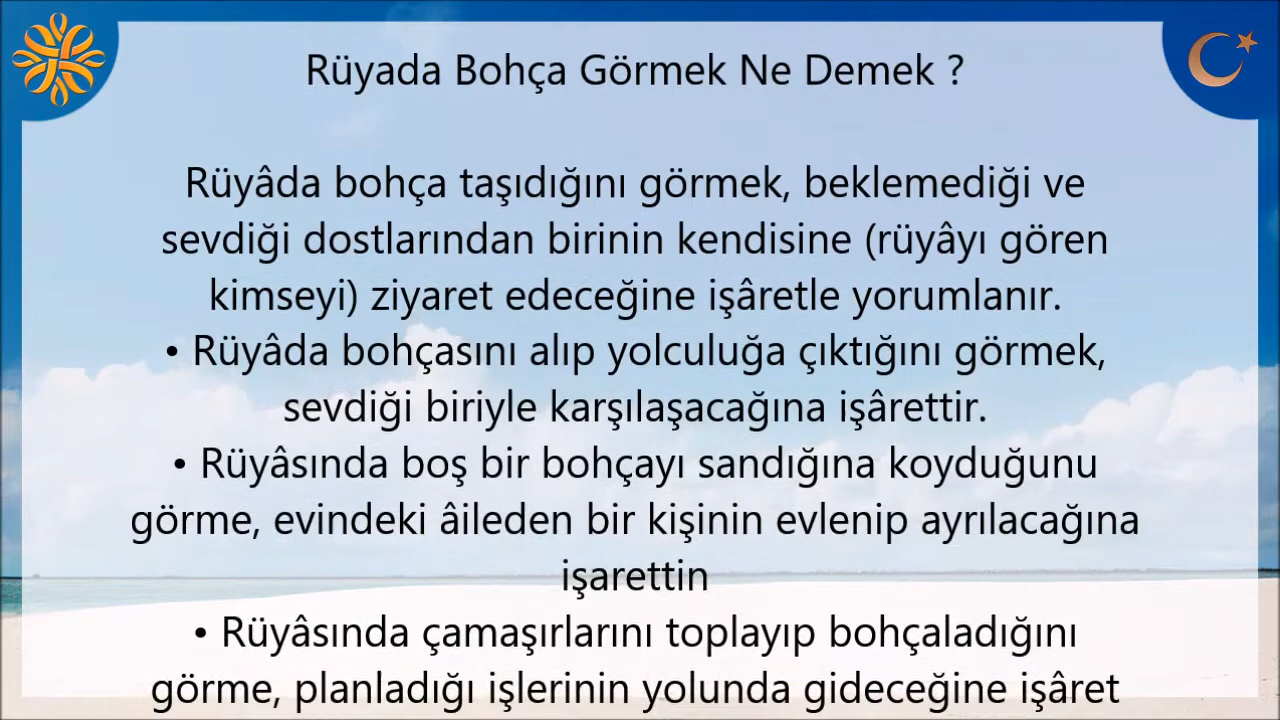 Rüyada Bohça Görmek Ne Demek ?
Rüyâda bohça taşıdığını görmek, beklemediği ve
sevdiği dostlarından birinin kendisine (rüyâyı gören
kimseyi) ziyaret edeceğine işâretle yorumlanır.
• Rüyâda bohçasını alıp yolculuğa çıktığını görmek,
sevdiği biriyle karşılaşacağına işârettir.
• Rüyâsında boş bir bohçayı sandığına koyduğunu
görme, evindeki âileden bir kişinin evlenip ayrılacağına
işarettin
• Rüyâsında çamaşırlarını toplayıp bohçaladığını
görme, planladığı işlerinin yolunda gideceğine işâret